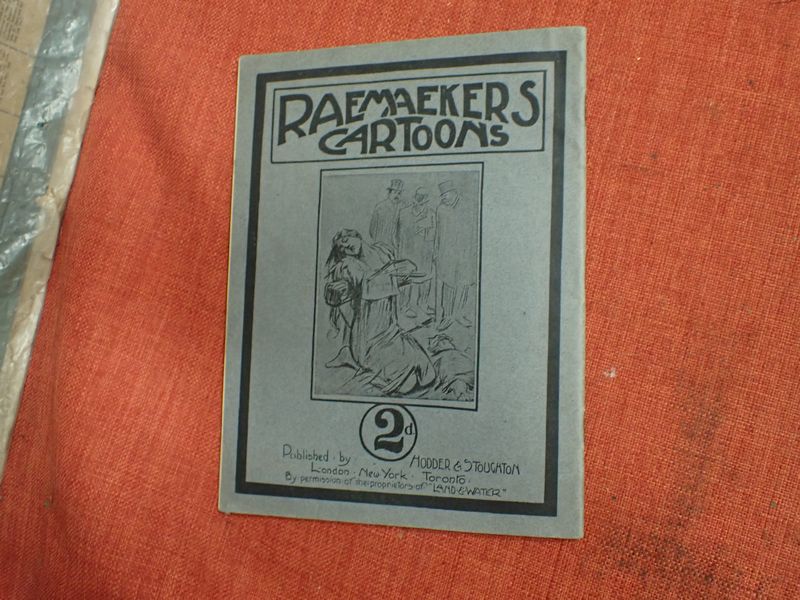 RAEMAEKERS
CARTOONS
2d.
Published · by HODDER & STOUGHTON
London · New York · Toronto ·
By permission of the proprietors of "LAND & WATER"